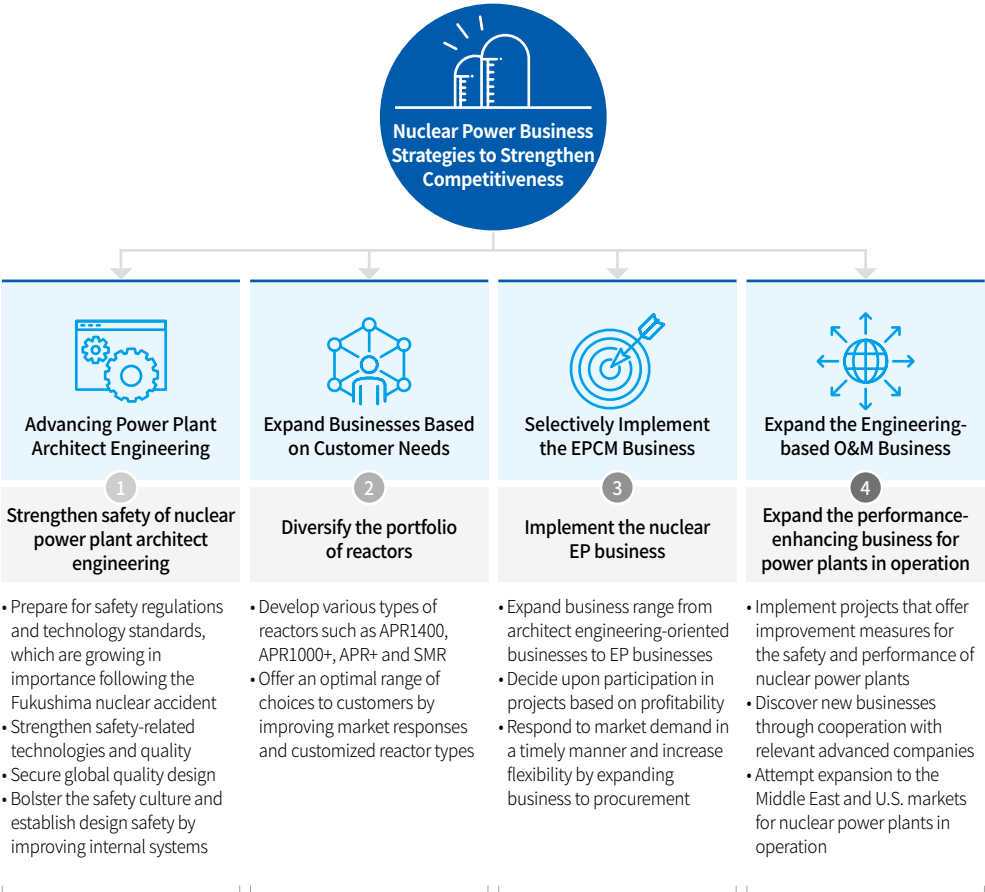 Nuclear Power Business
Strategies to Strengthen
Competitiveness
Advancing Power Plant
Architect Engineering
1
Strengthen safety of nuclear
power plant architect
engineering
• Prepare for safety regulations
and technology standards,
which are growing in
importance following the
Fukushima nuclear accident
• Strengthen safety-related
technologies and quality
• Secure global quality design
• Bolster the safety culture and
establish design safety by
improving internal systems
Expand Businesses Based
on Customer Needs
2
Diversify the portfolio
of reactors
• Develop various types of
reactors such as APR1400,
APR1000+, APR+ and SMR
• Offer an optimal range of
choices to customers by
improving market responses
and customized reactor types
Selectively Implement
the EPCM Business
3
Implement the nuclear
EP business
• Expand business range from
architect engineering-oriented
businesses to EP businesses
• Decide upon participation in
projects based on profitability
• Respond to market demand in
a timely manner and increase
flexibility by expanding
business to procurement
Expand the Engineering-
based O&M Business
4
Expand the performance-
enhancing business for
power plants in operation
• Implement projects that offer
improvement measures for
the safety and performance of
nuclear power plants
• Discover new businesses
through cooperation with
relevant advanced companies
• Attempt expansion to the
Middle East and U.S. markets
for nuclear power plants in
operation